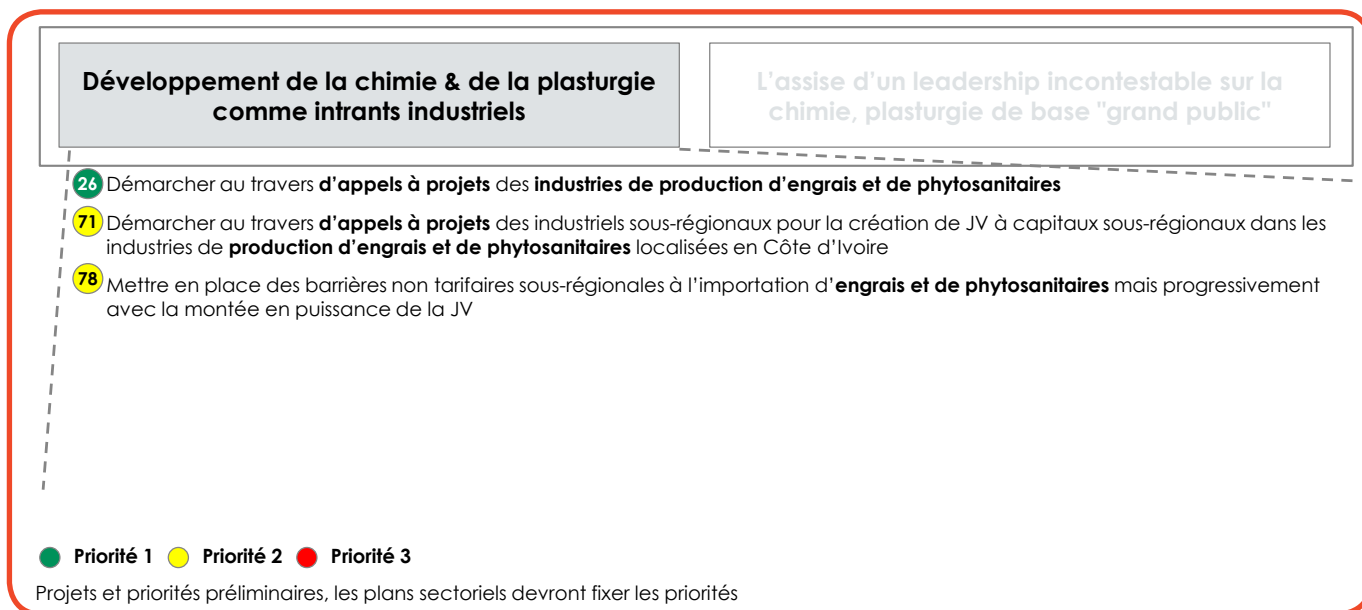 Développement de la chimie & de la plasturgie
comme intrants industriels
L'assise d'un leadership incontestable sur la
chimie, plasturgie de base "grand public"
26 Démarcher au travers d'appels à projets des industries de production d'engrais et de phytosanitaires
71 Démarcher au travers d'appels à projets des industriels sous-régionaux pour la création de JV à capitaux sous-régionaux dans les
industries de production d'engrais et de phytosanitaires localisées en Côte d'Ivoire
78 Mettre en place des barrières non tarifaires sous-régionales à l'importation d'engrais et de phytosanitaires mais progressivement
avec la montée en puissance de la JV
Priorité 1 Priorité 2 Priorité 3
Projets et priorités préliminaires, les plans sectoriels devront fixer les priorités